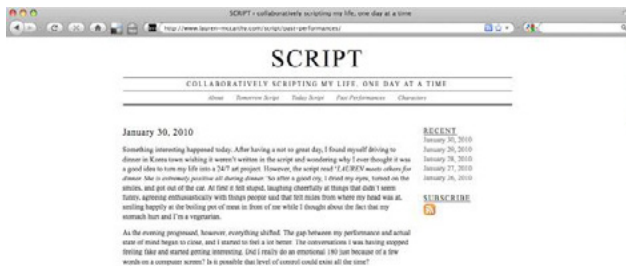 SCRIPT • collaboratively scripting my life, one day at a time
http://www.lauren-mccarthy.com/script/past-performances/
SCRIPT
COLLABORATIVELY SCRIPTING MY LIFE, ONE DAY AT A TIME
About Tomorrow Script Today Script Past Performances Characters
January 30, 2010
Something interesting happened today. After having a not so great day, I found myself driving to
dinner in Korea town wishing it weren't written in the script and wondering why I ever thought it was
a good idea to turn my life into a 24/7 art project. However, the script read "LAUREN meets others for
dinner. She is extremely positive all during dinner." So after a good cry, I dried my eyes, turned on the
smiles, and got out of the car. At first it felt stupid, laughing cheerfully at things that didn't seem
funny, agreeing enthusiastically with things people said that felt miles from where my head was at,
smiling happily at the boiling pot of meat in front of me while I thought about the fact that my
stomach hurt and I'm a vegetarian.
As the evening progressed, however, everything shifted. The gap between my performance and actual
state of mind began to close, and I started to feel a lot better. The conversations I was having stopped
feeling fake and started getting interesting. Did I really do an emotional 180 just because of a few
words on a computer screen? Is it possible that level of control could exist all the time?
RECENT
January 30, 2010
January 29, 2010
January 28, 2010
January 27, 2010
January 26, 2010
SUBSCRIBE